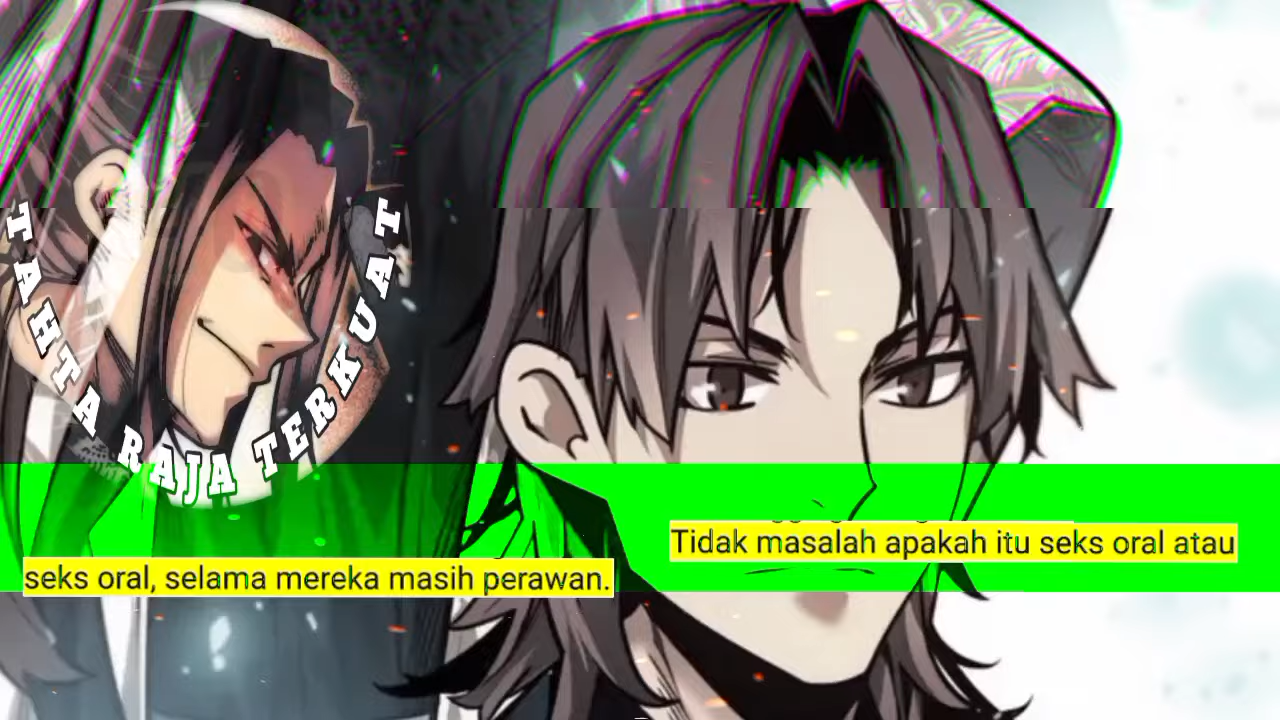 TAHTA RAJA TERKUAT
Tidak masalah apakah itu seks oral atau
seks oral, selama mereka masih perawan.